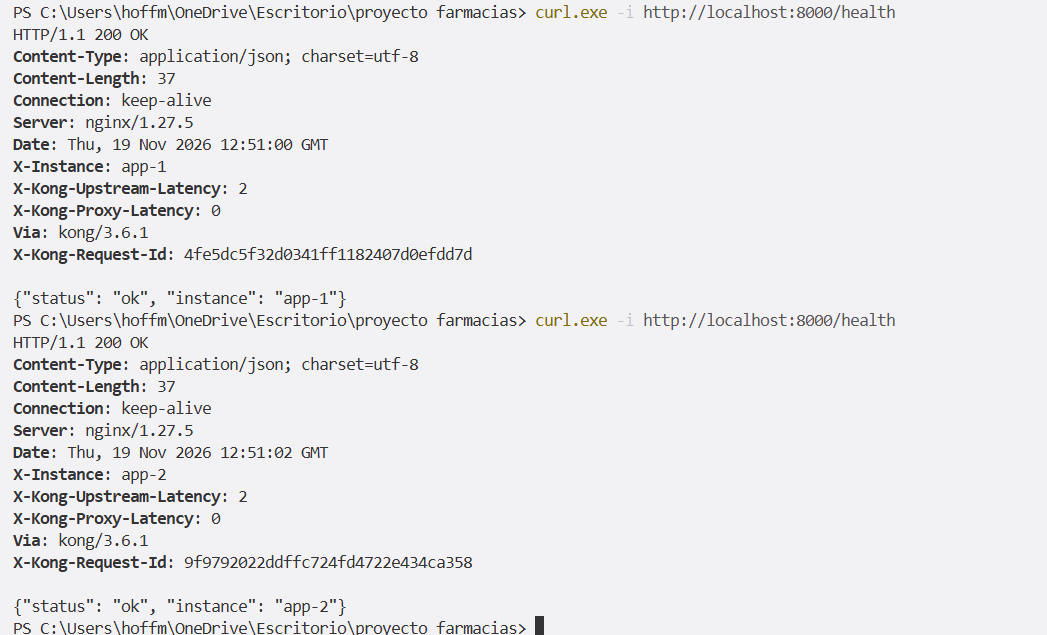 PS C:\Users\hoffm\OneDrive\Escritorio\proyecto farmacias> curl.exe -i http://localhost:8000/health
HTTP/1.1 200 OK
Content-Type: application/json; charset=utf-8
Content-Length: 37
Connection: keep-alive
Server: nginx/1.27.5
Date: Thu, 19 Nov 2026 12:51:00 GMT
X-Instance: app-1
X-Kong-Upstream-Latency: 2
X-Kong-Proxy-Latency: 0
Via: kong/3.6.1
X-Kong-Request-Id: 4fe5dc5f32d0341ff1182407d0efdd7d
{"status": "ok", "instance": "app-1"}
PS C:\Users\hoffm\OneDrive\Escritorio\proyecto farmacias> curl.exe -i http://localhost:8000/health
HTTP/1.1 200 OK
Content-Type: application/json; charset=utf-8
Content-Length: 37
Connection: keep-alive
Server: nginx/1.27.5
Date: Thu, 19 Nov 2026 12:51:02 GMT
X-Instance: app-2
X-Kong-Upstream-Latency: 2
X-Kong-Proxy-Latency: 0
Via: kong/3.6.1
X-Kong-Request-Id: 9f9792022ddffc724fd4722e434ca358
{"status": "ok", "instance": "app-2"}
PS C:\Users\hoffm\OneDrive\Escritorio\proyecto farmacias>